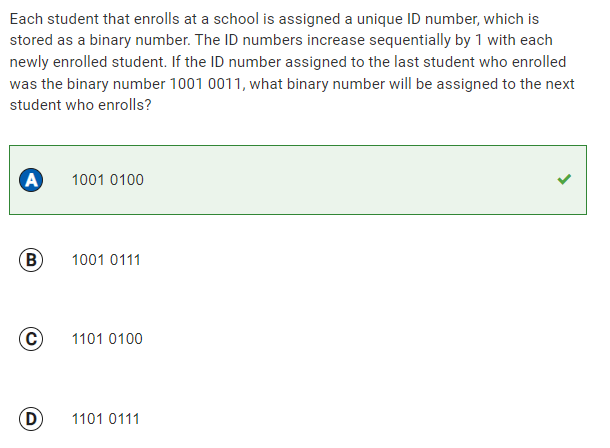 Each student that enrolls at a school is assigned a unique ID number, which is
stored as a binary number. The ID numbers increase sequentially by 1 with each
newly enrolled student. If the ID number assigned to the last student who enrolled
was the binary number 1001 0011, what binary number will be assigned to the next
student who enrolls?
A 1001 0100
B 1001 0111
C 1101 0100
D 1101 0111